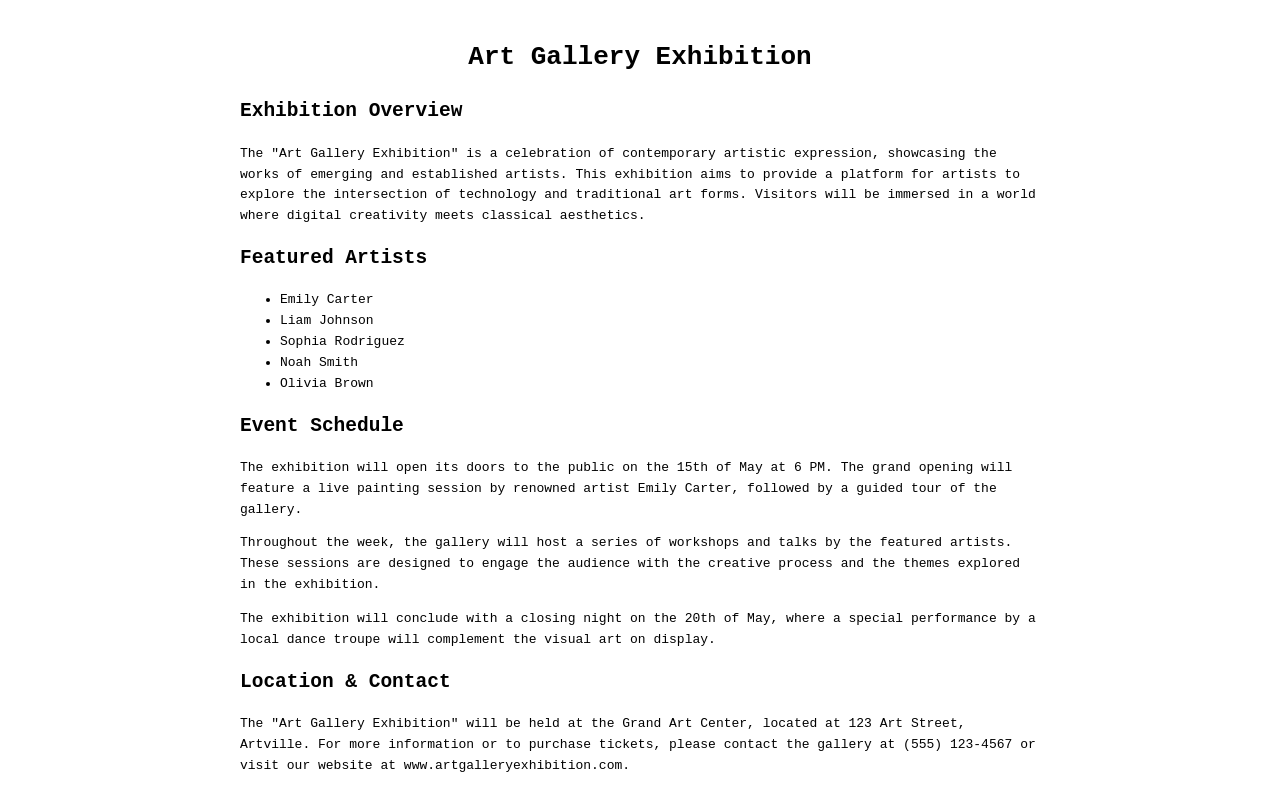 Art Gallery Exhibition
Exhibition Overview
The "Art Gallery Exhibition" is a celebration of contemporary artistic expression, showcasing the
works of emerging and established artists. This exhibition aims to provide a platform for artists to
explore the intersection of technology and traditional art forms. Visitors will be immersed in a world
where digital creativity meets classical aesthetics.
Featured Artists
• Emily Carter
• Liam Johnson
• Sophia Rodriguez
• Noah Smith
• Olivia Brown
Event Schedule
The exhibition will open its doors to the public on the 15th of May at 6 PM. The grand opening will
feature a live painting session by renowned artist Emily Carter, followed by a guided tour of the
gallery.
Throughout the week, the gallery will host a series of workshops and talks by the featured artists.
These sessions are designed to engage the audience with the creative process and the themes explored
in the exhibition.
The exhibition will conclude with a closing night on the 20th of May, where a special performance by a
local dance troupe will complement the visual art on display.
Location & Contact
The "Art Gallery Exhibition" will be held at the Grand Art Center, located at 123 Art Street,
Artville. For more information or to purchase tickets, please contact the gallery at (555) 123-4567 or
visit our website at www.artgalleryexhibition.com.